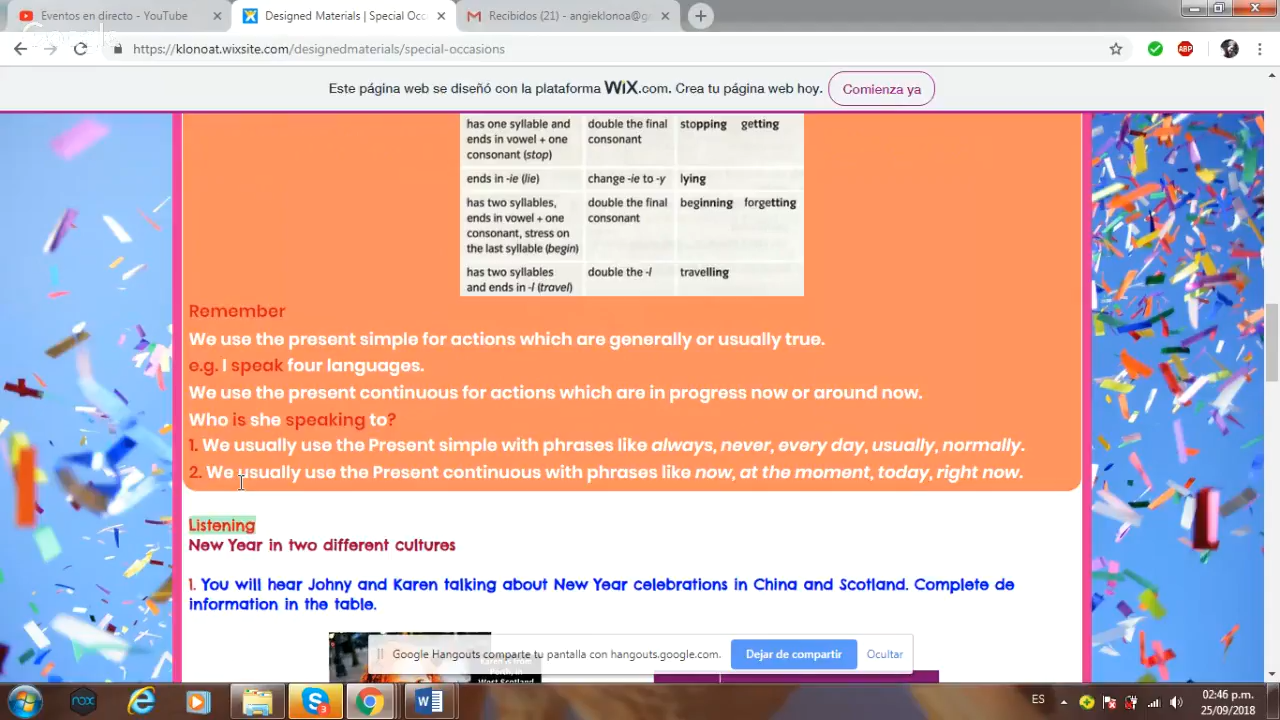 Eventos en directo - YouTube
Designed Materials | Special Occ
Recibidos (21) - angieklonoa@g
https://klonoat.wixsite.com/designedmaterials/special-occasions
ABP
Este página web se diseñó con la plataforma WiX.com. Crea tu página web hoy.
Comienza ya
has one syllable and ends in vowel + one consonant (stop)
double the final consonant
stopping getting
ends in -ie (lie)
change -ie to -y
lying
has two syllables, ends in vowel + one consonant, stress on the last syllable (begin)
double the final consonant
beginning forgetting
has two syllables and ends in -l (travel)
double the -l
travelling
Remember
We use the present simple for actions which are generally or usually true.
e.g. I speak four languages.
We use the present continuous for actions which are in progress now or around now.
Who is she speaking to?
1. We usually use the Present simple with phrases like always, never, every day, usually, normally.
2. We usually use the Present continuous with phrases like now, at the moment, today, right now.
Listening
New Year in two different cultures
1. You will hear Johny and Karen talking about New Year celebrations in China and Scotland. Complete de
information in the table.
Karen is from
Perth, in
West Scotland
Google Hangouts comparte tu pantalla con hangouts.google.com.
Dejar de compartir
Ocultar
nox
3
ES
02:46 p.m.
25/09/2018